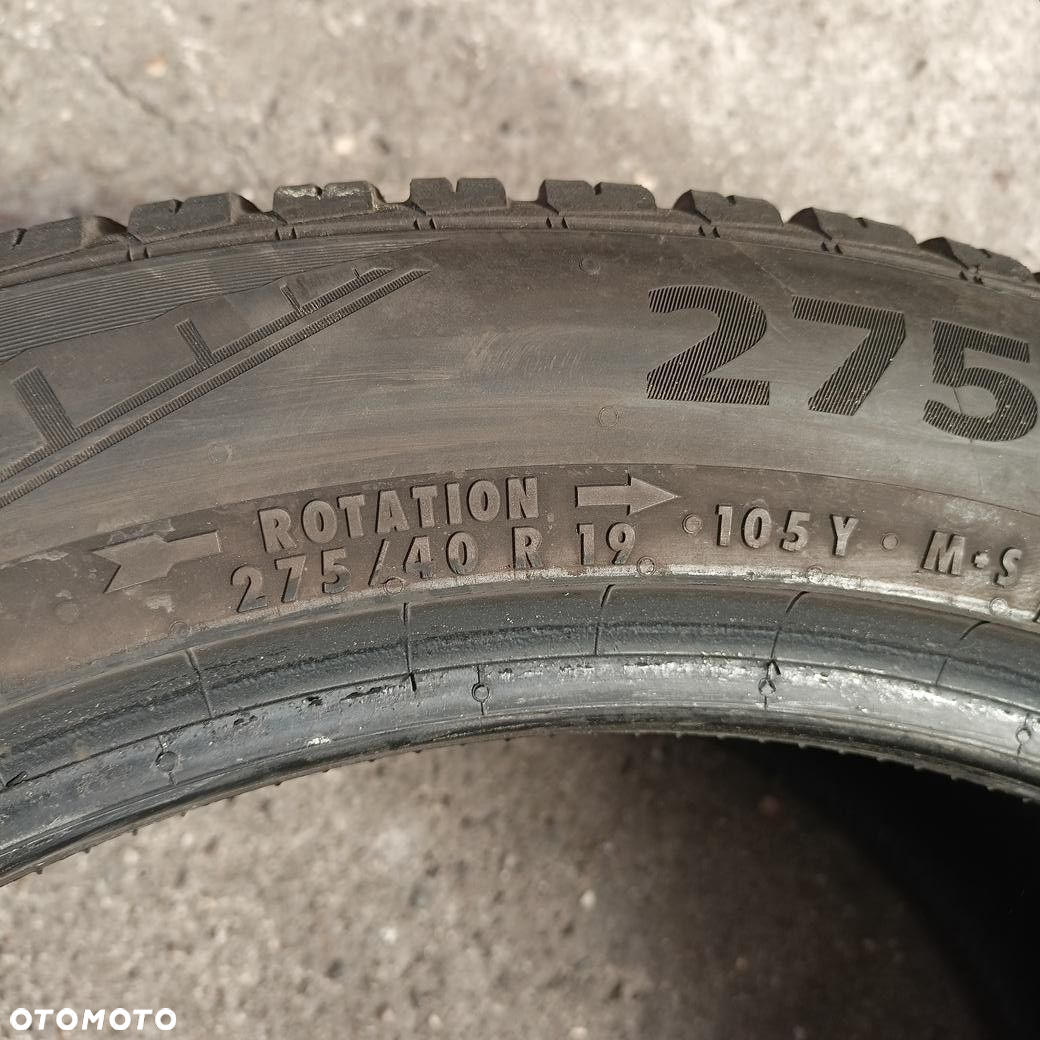 275
ROTATION
275/40 R 19 • 105 Y • M•S
OTOMOTO